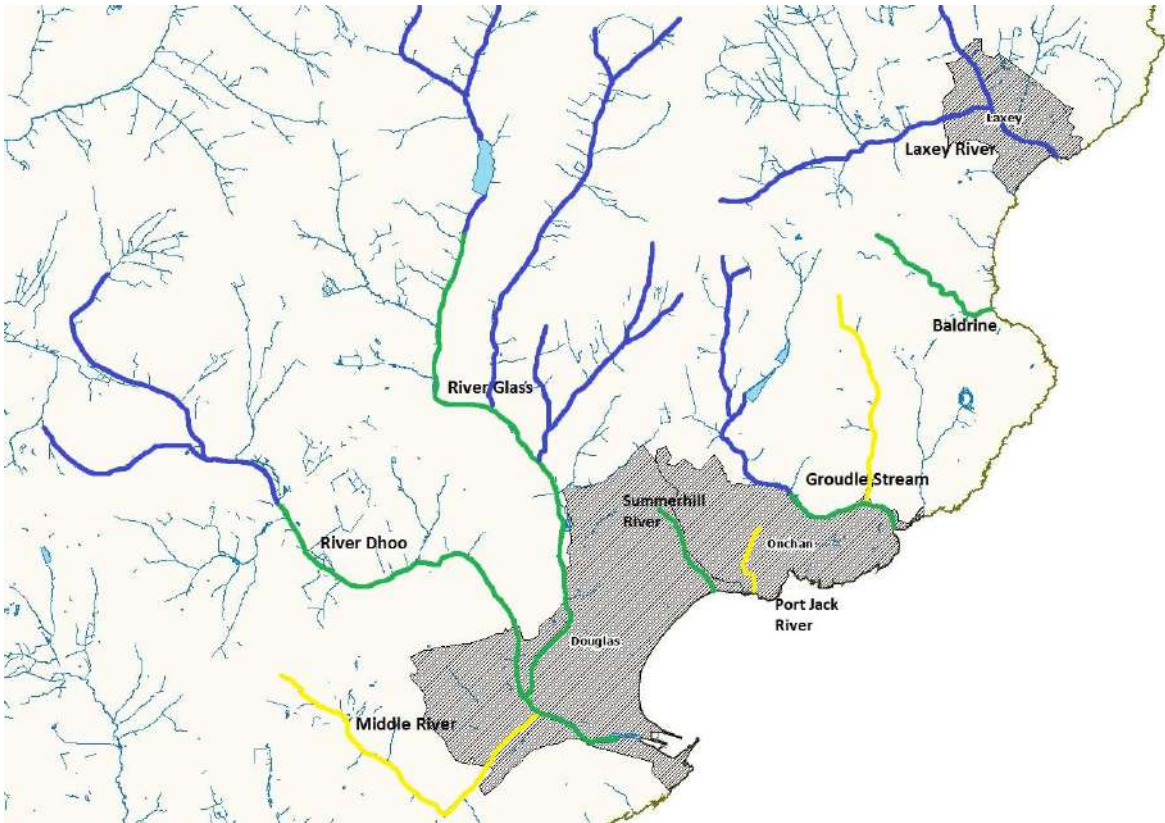 Laxey
Laxey River
Baldrine
River Glass
Groudle Stream
Summerhill
River
Onchan
River Dhoo
Port Jack
River
Douglas
Middle River